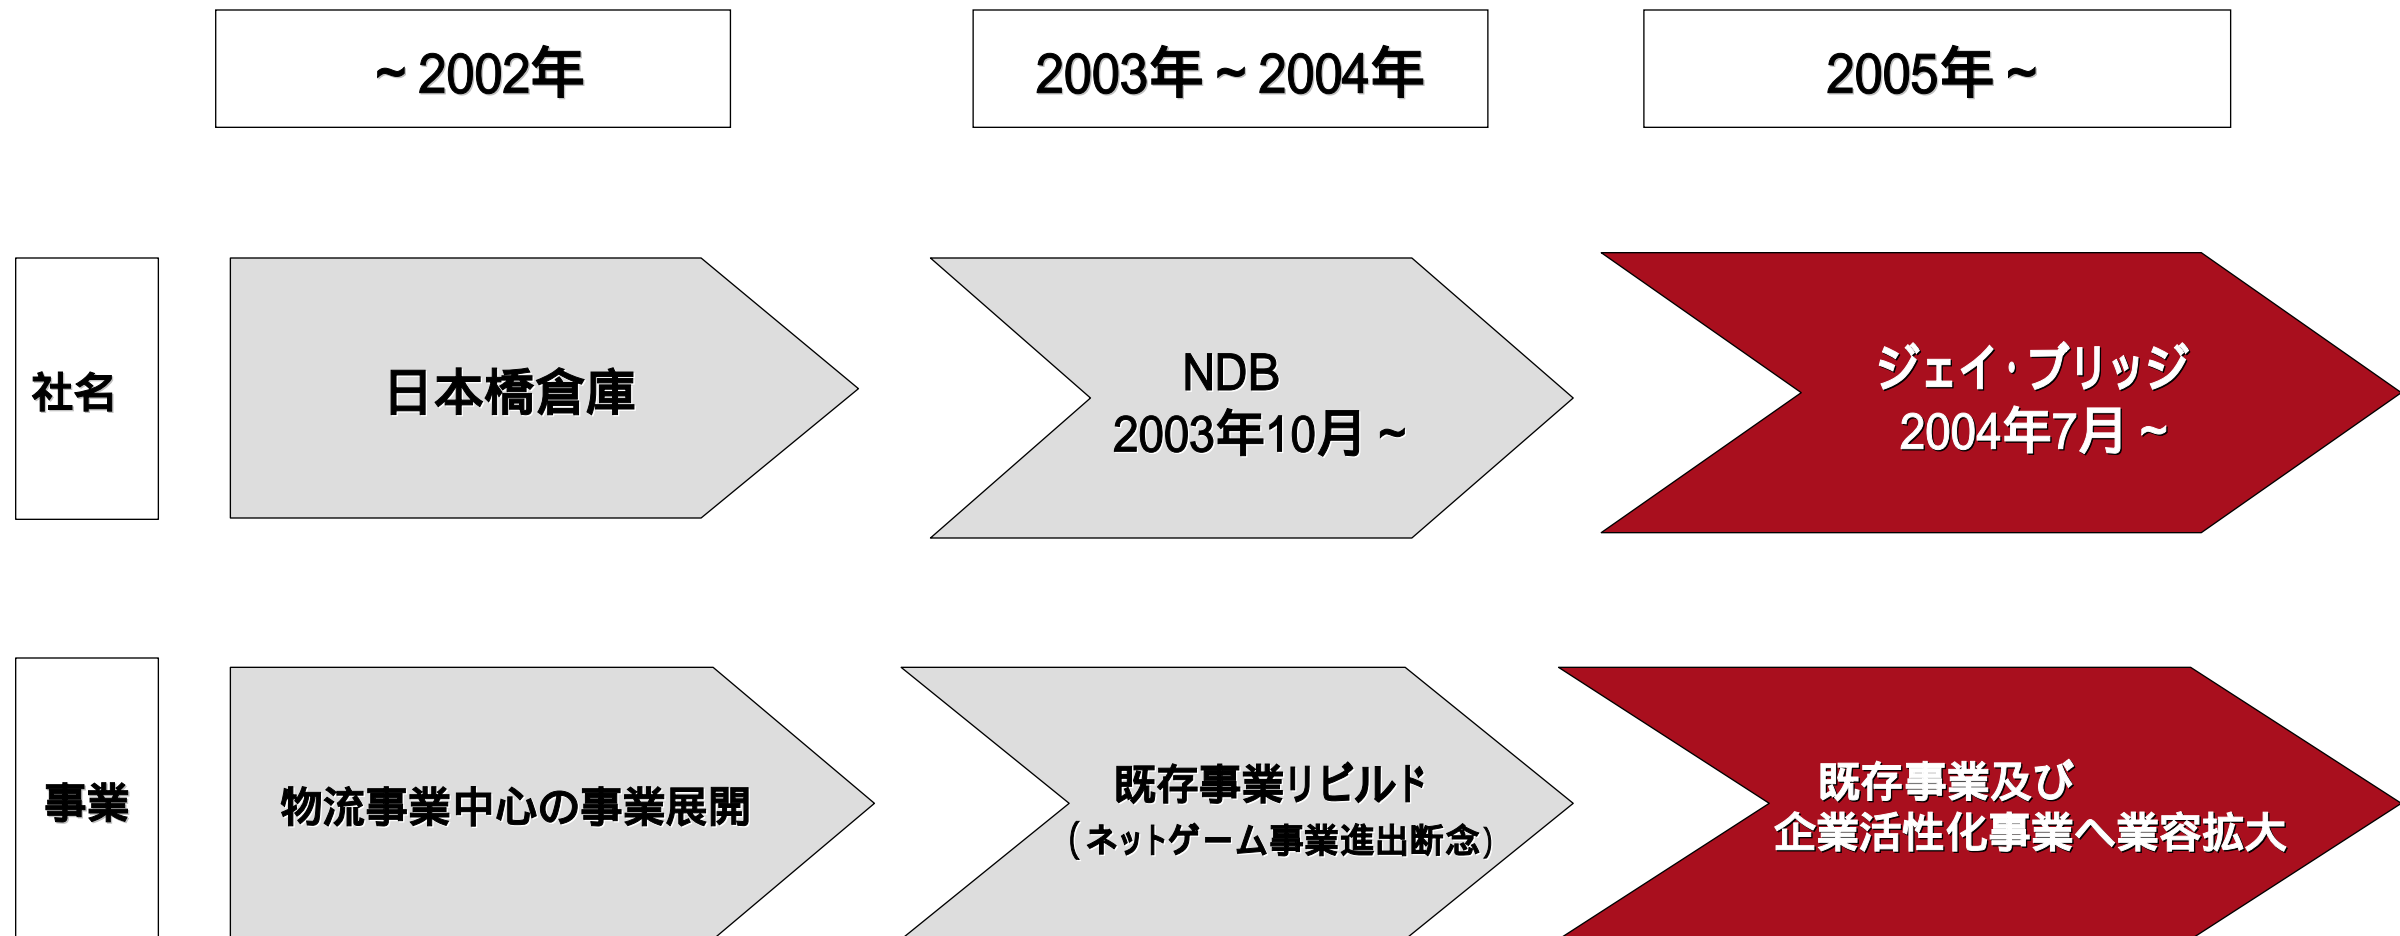 ~ 2002年
2003年 ~ 2004年
2005年 ~
社名
日本橋倉庫
NDB
2003年10月 ~
ジェイ・ブリッジ
2004年7月 ~
事業
物流事業中心の事業展開
既存事業リビルド
(ネットゲーム事業進出断念)
既存事業及び
企業活性化事業へ業容拡大